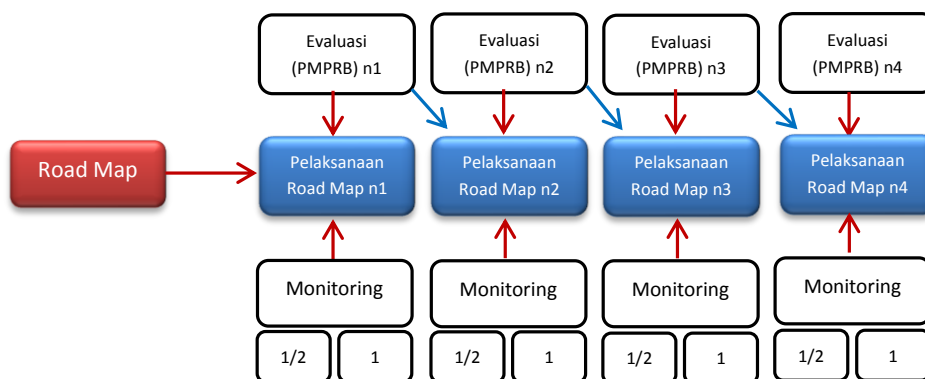 Evaluasi
(PMPRB) n1
Evaluasi
(PMPRB) n2
Evaluasi
(PMPRB) n3
Evaluasi
(PMPRB) n4
Road Map
Pelaksanaan
Road Map n1
Pelaksanaan
Road Map n2
Pelaksanaan
Road Map n3
Pelaksanaan
Road Map n4
Monitoring
Monitoring
Monitoring
Monitoring
1/2
1
1/2
1
1/2
1
1/2
1